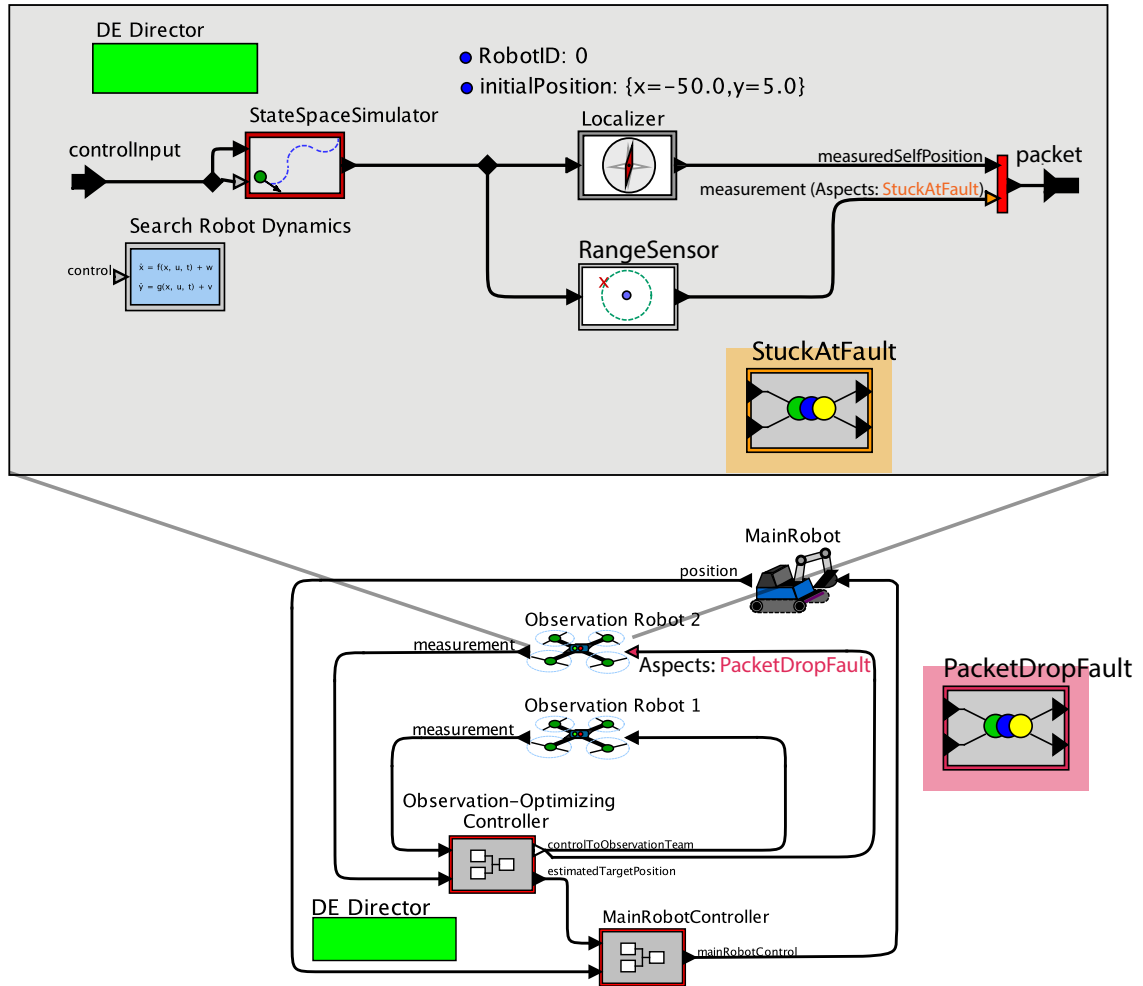 DE Director
RobotID: 0
initialPosition: {x=-50.0,y=5.0}
StateSpaceSimulator
Localizer
controlInput
measuredSelfPosition
packet
measurement (Aspects: StuckAtFault)
Search Robot Dynamics
control
ẋ = f(x, u, t) + w
ŷ = g(x, u, t) + v
RangeSensor
x
StuckAtFault
MainRobot
position
Observation Robot 2
measurement
Aspects: PacketDropFault
PacketDropFault
Observation Robot 1
measurement
Observation-Optimizing
Controller
controlToObservationTeam
estimatedTargetPosition
DE Director
MainRobotController
mainRobotControl